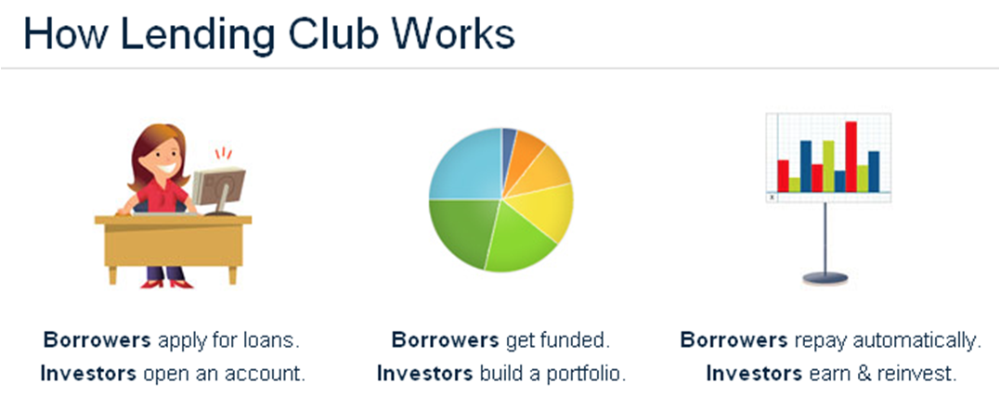 How Lending Club Works
x
Borrowers apply for loans.
Investors open an account.
Borrowers get funded.
Investors build a portfolio.
Borrowers repay automatically.
Investors earn & reinvest.